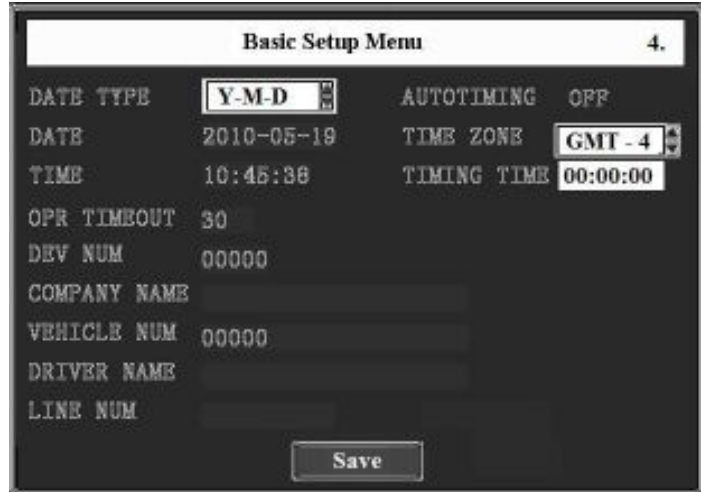 Basic Setup Menu 4.
DATE TYPE Y-M-D AUTOTIMING OFF
DATE 2010-05-19 TIME ZONE GMT - 4
TIME 10:45:38 TIMING TIME 00:00:00
OPR TIMEOUT 30
DEV NUM 00000
COMPANY NAME
VEHICLE NUM 00000
DRIVER NAME
LINE NUM
Save